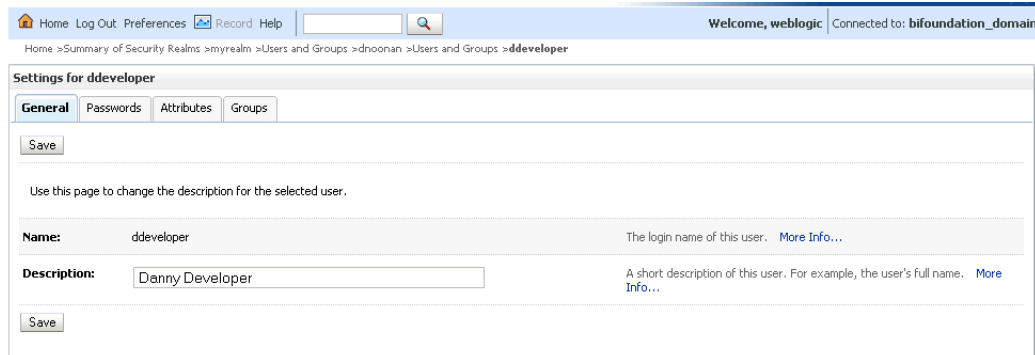 Home Log Out Preferences Record Help Welcome, weblogic Connected to: bifoundation_domain
Home >Summary of Security Realms >myrealm >Users and Groups >dnoonan >Users and Groups >ddeveloper
Settings for ddeveloper
General Passwords Attributes Groups
Save
Use this page to change the description for the selected user.
Name: ddeveloper The login name of this user. More Info...
Description: Danny Developer A short description of this user. For example, the user's full name. More
Info...
Save